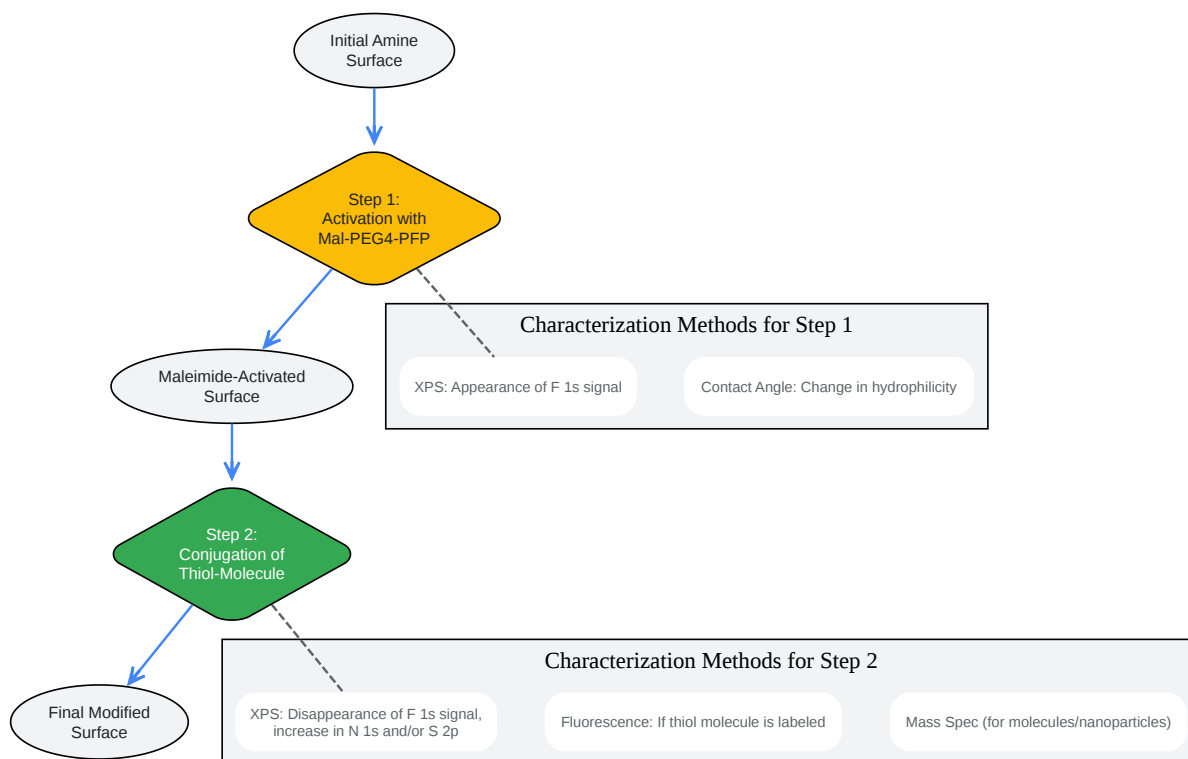 Initial Amine
Surface
Step 1:
Activation with
Mal-PEG4-PFP
Characterization Methods for Step 1
XPS: Appearance of F 1s signal
Contact Angle: Change in hydrophilicity
Maleimide-Activated
Surface
Step 2:
Conjugation of
Thiol-Molecule
Characterization Methods for Step 2
XPS: Disappearance of F 1s signal,
increase in N 1s and/or S 2p
Fluorescence: If thiol molecule is labeled
Mass Spec (for molecules/nanoparticles)
Final Modified
Surface